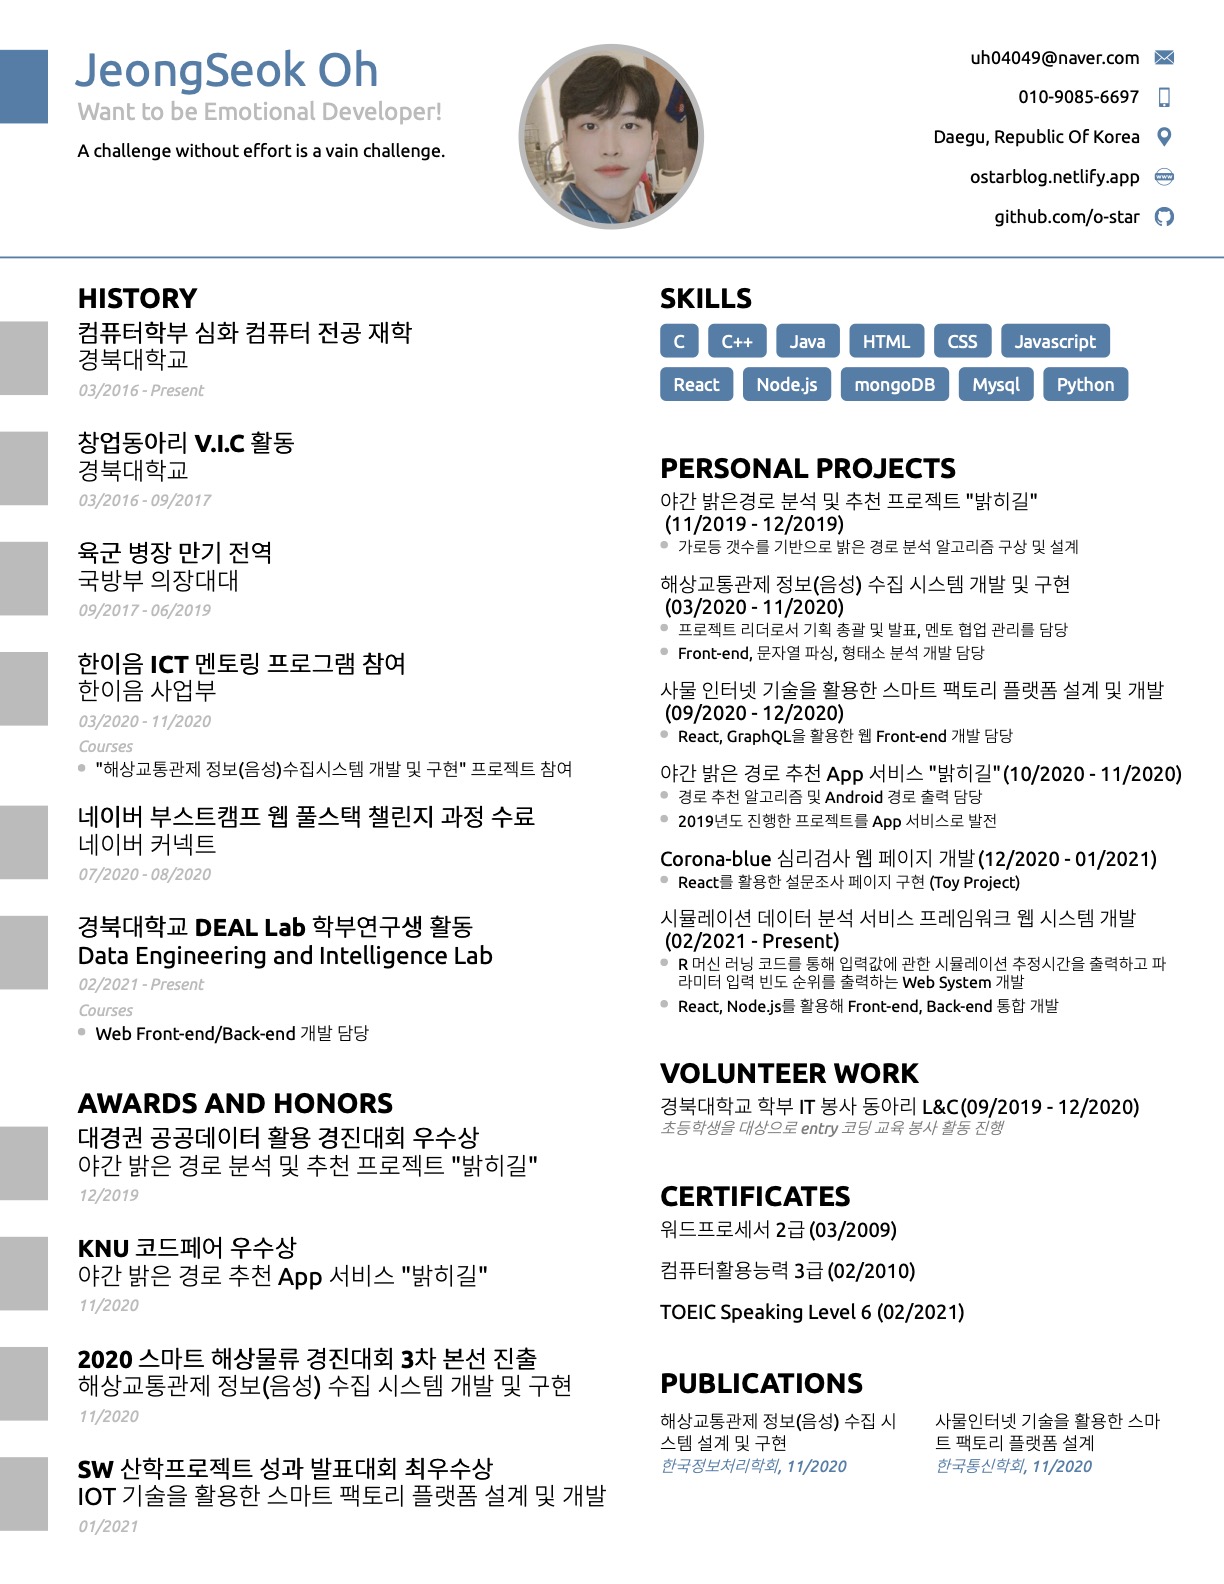 JeongSeok Oh
Want to be Emotional Developer!
A challenge without effort is a vain challenge.
uh04049@naver.com
010-9085-6697
Daegu, Republic Of Korea
ostarblog.netlify.app
www
github.com/o-star
HISTORY
컴퓨터학부 심화 컴퓨터 전공 재학
경북대학교
03/2016 - Present
창업동아리 V.I.C 활동
경북대학교
03/2016 - 09/2017
육군 병장 만기 전역
국방부 의장대대
09/2017 - 06/2019
한이음 ICT 멘토링 프로그램 참여
한이음 사업부
03/2020 - 11/2020
Courses
"해상교통관제 정보(음성)수집시스템 개발 및 구현" 프로젝트 참여
네이버 부스트캠프 웹 풀스택 챌린지 과정 수료
네이버 커넥트
07/2020 - 08/2020
경북대학교 DEAL Lab 학부연구생 활동
Data Engineering and Intelligence Lab
02/2021 - Present
Courses
Web Front-end/Back-end 개발 담당
AWARDS AND HONORS
대경권 공공데이터 활용 경진대회 우수상
야간 밝은 경로 분석 및 추천 프로젝트 "밝히길"
12/2019
KNU 코드페어 우수상
야간 밝은 경로 추천 App 서비스 "밝히길"
11/2020
2020 스마트 해상물류 경진대회 3차 본선 진출
해상교통관제 정보(음성) 수집 시스템 개발 및 구현
11/2020
SW 산학프로젝트 성과 발표대회 최우수상
IOT 기술을 활용한 스마트 팩토리 플랫폼 설계 및 개발
01/2021
SKILLS
C C++ Java HTML CSS Javascript
React Node.js mongoDB Mysql Python
PERSONAL PROJECTS
야간 밝은경로 분석 및 추천 프로젝트 "밝히길"
(11/2019 - 12/2019)
가로등 갯수를 기반으로 밝은 경로 분석 알고리즘 구상 및 설계
해상교통관제 정보(음성) 수집 시스템 개발 및 구현
(03/2020 - 11/2020)
프로젝트 리더로서 기획 총괄 및 발표, 멘토 협업 관리를 담당
Front-end, 문자열 파싱, 형태소 분석 개발 담당
사물 인터넷 기술을 활용한 스마트 팩토리 플랫폼 설계 및 개발
(09/2020 - 12/2020)
React, GraphQL을 활용한 웹 Front-end 개발 담당
야간 밝은 경로 추천 App 서비스 "밝히길" (10/2020 - 11/2020)
경로 추천 알고리즘 및 Android 경로 출력 담당
2019년도 진행한 프로젝트를 App 서비스로 발전
Corona-blue 심리검사 웹 페이지 개발 (12/2020 - 01/2021)
React를 활용한 설문조사 페이지 구현 (Toy Project)
시뮬레이션 데이터 분석 서비스 프레임워크 웹 시스템 개발
(02/2021 - Present)
R 머신 러닝 코드를 통해 입력값에 관한 시뮬레이션 추정시간을 출력하고 파
라미터 입력 빈도 순위를 출력하는 Web System 개발
React, Node.js를 활용해 Front-end, Back-end 통합 개발
VOLUNTEER WORK
경북대학교 학부 IT 봉사 동아리 L&C (09/2019 - 12/2020)
초등학생을 대상으로 entry 코딩 교육 봉사 활동 진행
CERTIFICATES
워드프로세서 2급 (03/2009)
컴퓨터활용능력 3급 (02/2010)
TOEIC Speaking Level 6 (02/2021)
PUBLICATIONS
해상교통관제 정보(음성) 수집 시
스템 설계 및 구현
한국정보처리학회, 11/2020
사물인터넷 기술을 활용한 스마
트 팩토리 플랫폼 설계
한국통신학회, 11/2020